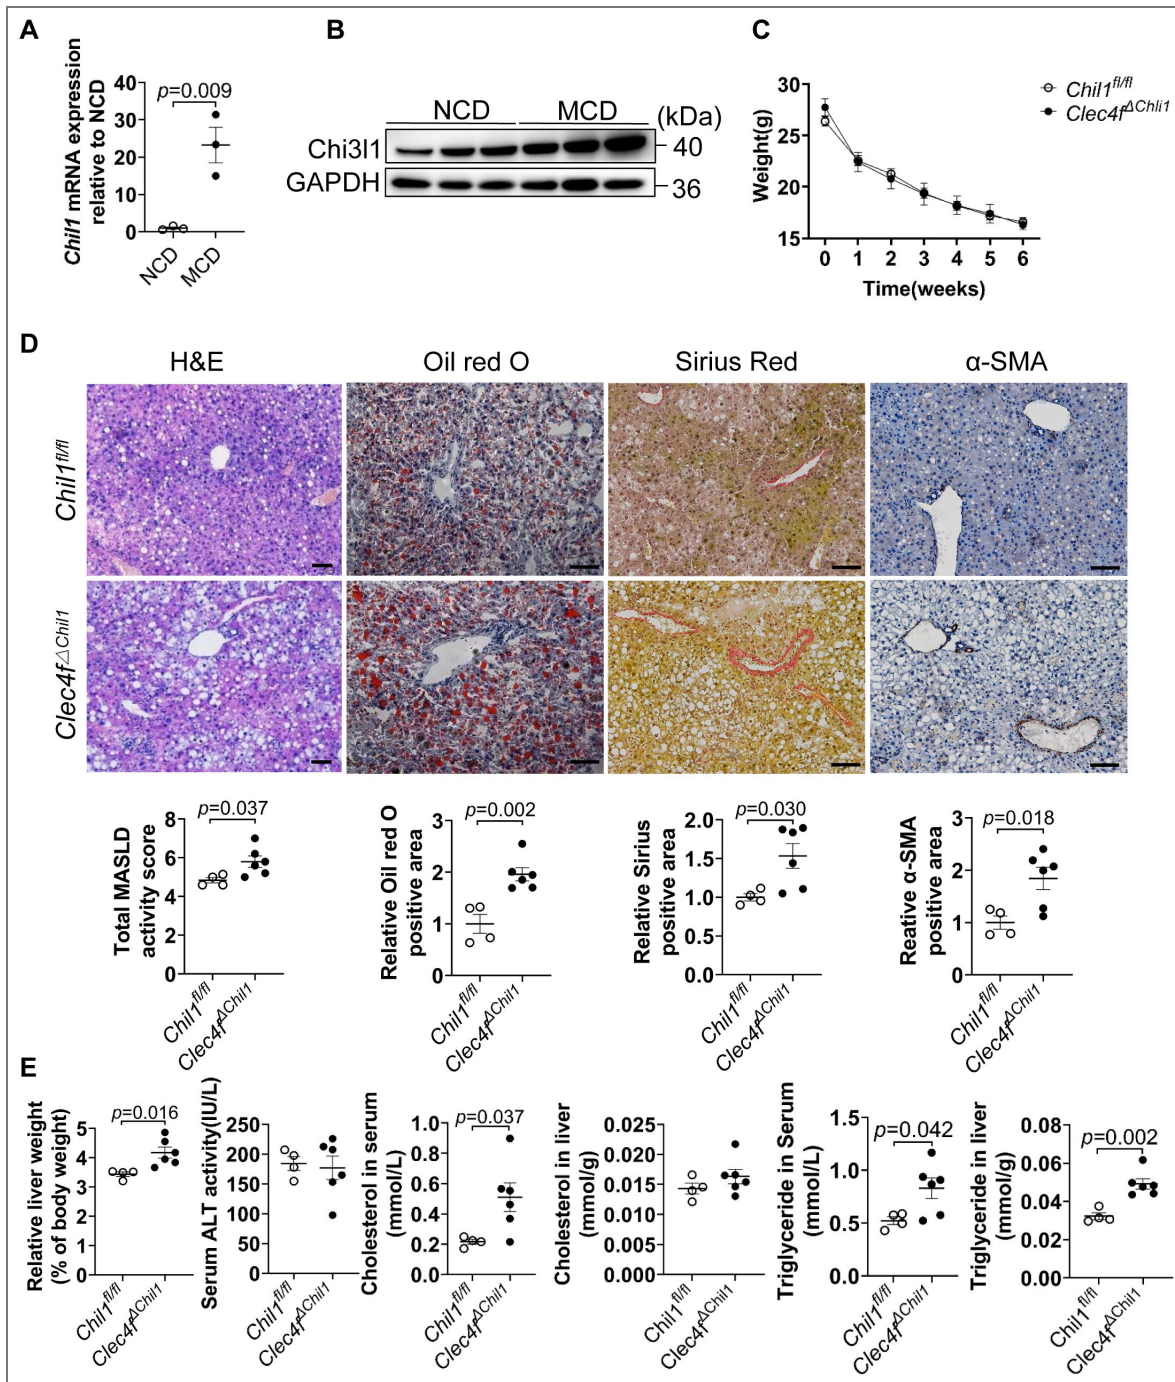 A
Chil1 mRNA expression
relative to NCD
40
30
20
10
0
p=0.009
NCD
MCD
B
NCD
MCD
(kDa)
Chi3l1
40
GAPDH
36
C
Weight(g)
30
25
20
15
0 1 2 3 4 5 6
Time(weeks)
Chil1fl/fl
Clec4fΔChli1
D
H&E
Oil red O
Sirius Red
α-SMA
Chil1fl/fl
Clec4fΔChil1
Total MASLD
activity score
8
6
4
2
0
p=0.037
Chil1fl/fl
Clec4fΔChil1
Relative Oil red O
positive area
3
2
1
0
p=0.002
Chil1fl/fl
Clec4fΔChil1
Relative Sirius
positive area
2.0
1.5
1.0
0.5
0.0
p=0.030
Chil1fl/fl
Clec4fΔChil1
Reative α-SMA
positive area
3
2
1
0
p=0.018
Chil1fl/fl
Clec4fΔChil1
E
Relative liver weight
(% of body weight)
5
4
3
2
1
0
p=0.016
Chil1fl/fl
Clec4fΔChil1
Serum ALT activity(IU/L)
250
200
150
100
50
0
Chil1fl/fl
Clec4fΔChil1
Cholesterol in serum
(mmol/L)
1.0
0.8
0.6
0.4
0.2
0.0
p=0.037
Chil1fl/fl
Clec4fΔChil1
Cholesterol in liver
(mmol/g)
0.025
0.020
0.015
0.010
0.005
0.000
Chil1fl/fl
Clec4fΔChil1
Triglyceride in Serum
(mmol/L)
1.5
1.0
0.5
0.0
p=0.042
Chil1fl/fl
Clec4fΔChil1
Triglyceride in liver
(mmol/g)
0.08
0.06
0.04
0.02
0.00
p=0.002
Chil1fl/fl
Clec4fΔChil1